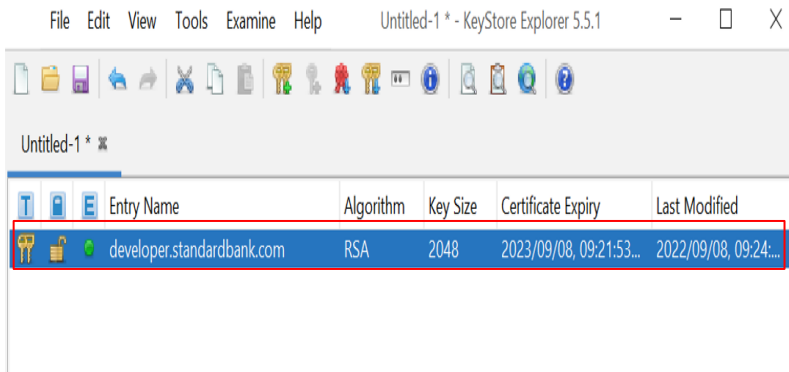 File Edit View Tools Examine Help Untitled-1 * - KeyStore Explorer 5.5.1
Untitled-1 *
T E Entry Name Algorithm Key Size Certificate Expiry Last Modified
developer.standardbank.com RSA 2048 2023/09/08, 09:21:53... 2022/09/08, 09:24:...